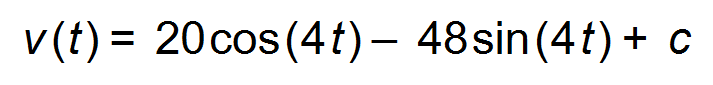 v(t) = 20cos(4t) – 48sin(4t) + c